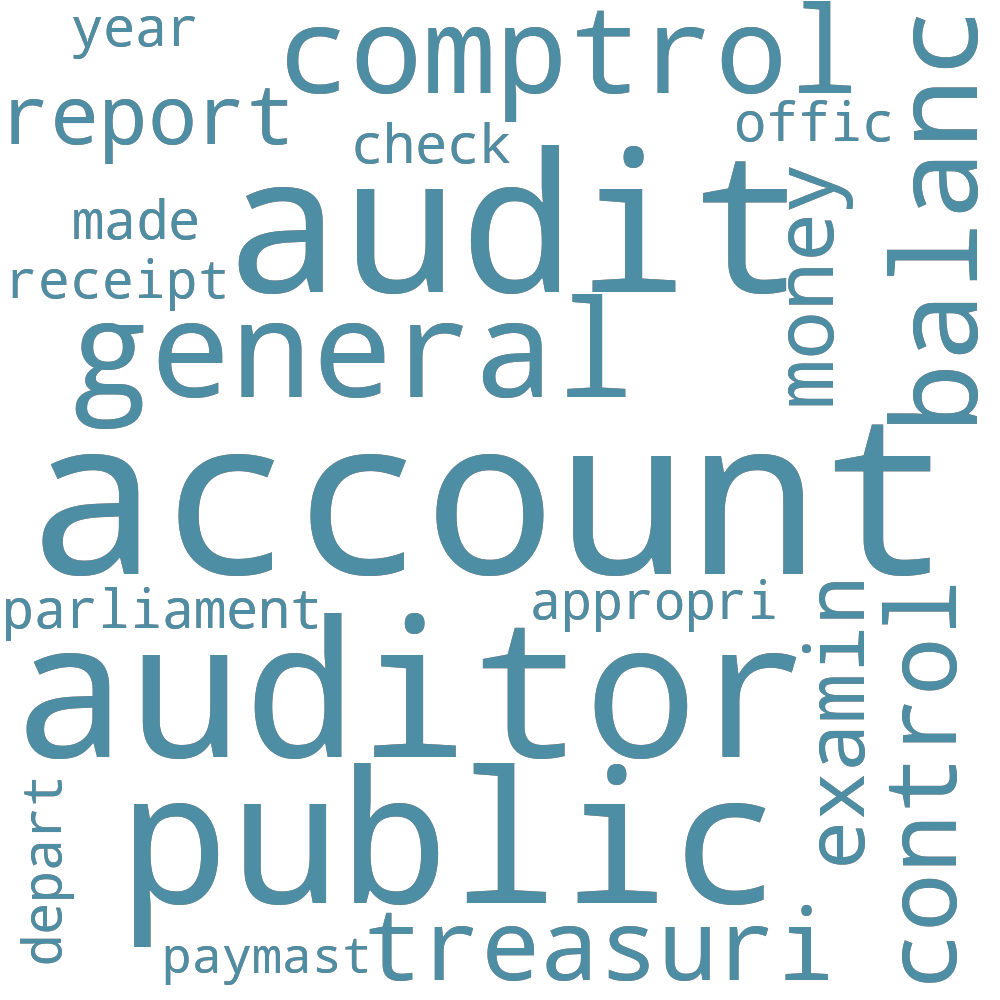 year
comptrol
balanc
report
offic
check
audit
money
made
receipt
general
account
parliament
appropri
examin
control
auditor
public
depart
treasuri
paymast